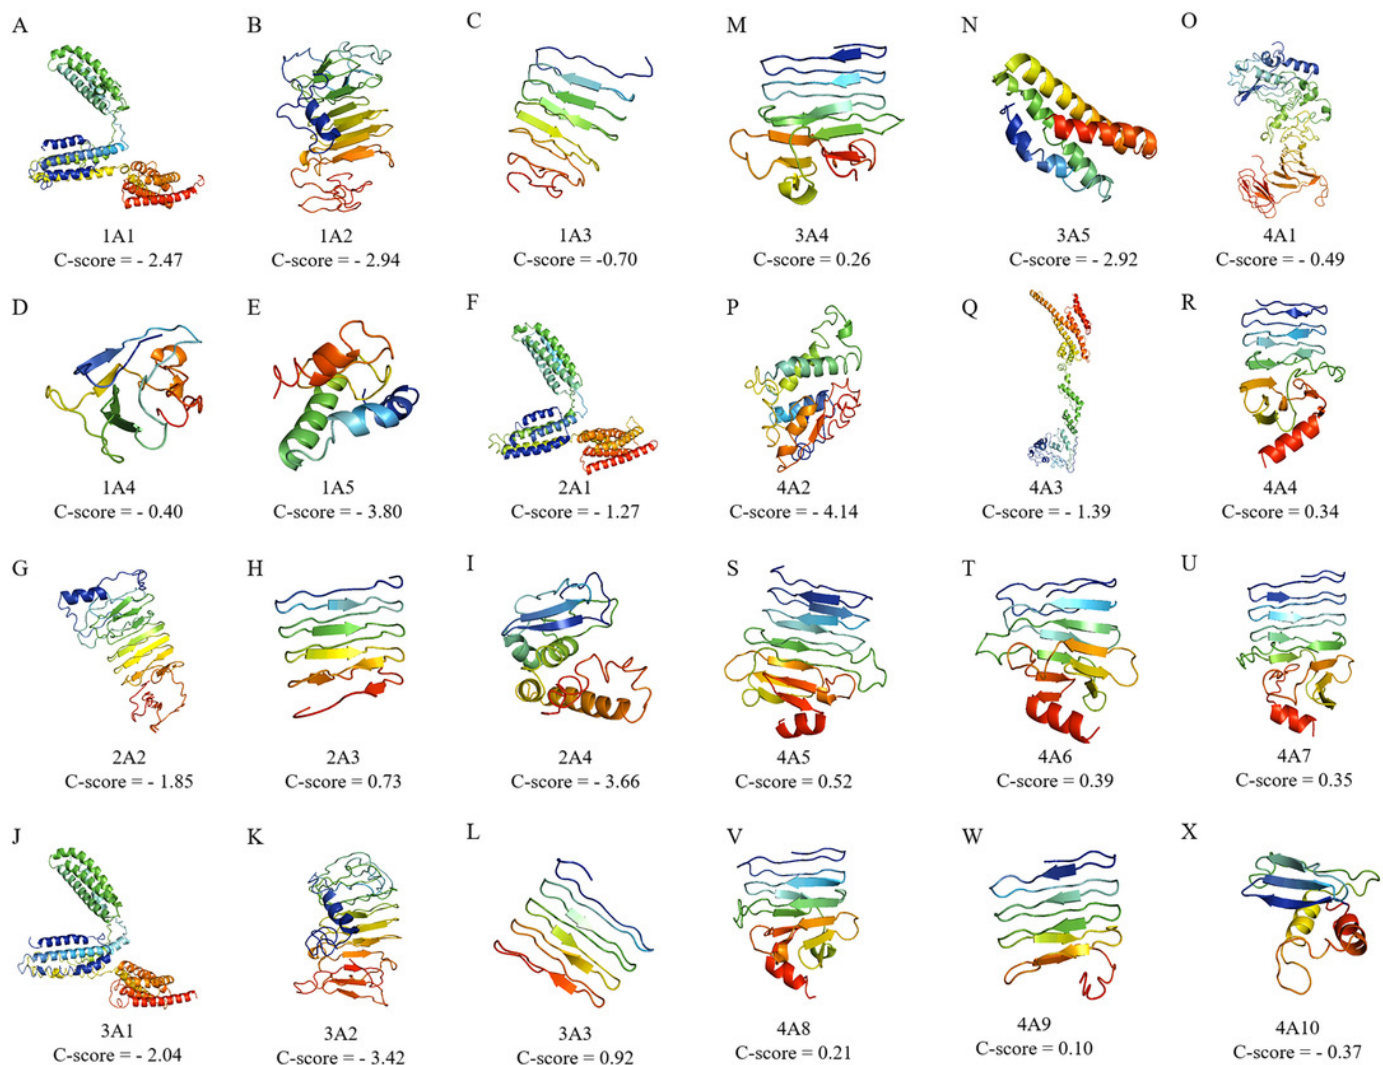 A
B
C
M
N
O
1A1
C-score = - 2.47
1A2
C-score = - 2.94
1A3
C-score = -0.70
3A4
C-score = 0.26
3A5
C-score = - 2.92
4A1
C-score = - 0.49
D
E
F
P
Q
R
1A4
C-score = - 0.40
1A5
C-score = - 3.80
2A1
C-score = - 1.27
4A2
C-score = - 4.14
4A3
C-score = - 1.39
4A4
C-score = 0.34
G
H
I
S
T
U
2A2
C-score = - 1.85
2A3
C-score = 0.73
2A4
C-score = -3.66
4A5
C-score = 0.52
4A6
C-score = 0.39
4A7
C-score = 0.35
J
K
L
V
W
X
3A1
C-score = - 2.04
3A2
C-score = - 3.42
3A3
C-score = 0.92
4A8
C-score = 0.21
4A9
C-score = 0.10
4A10
C-score = - 0.37